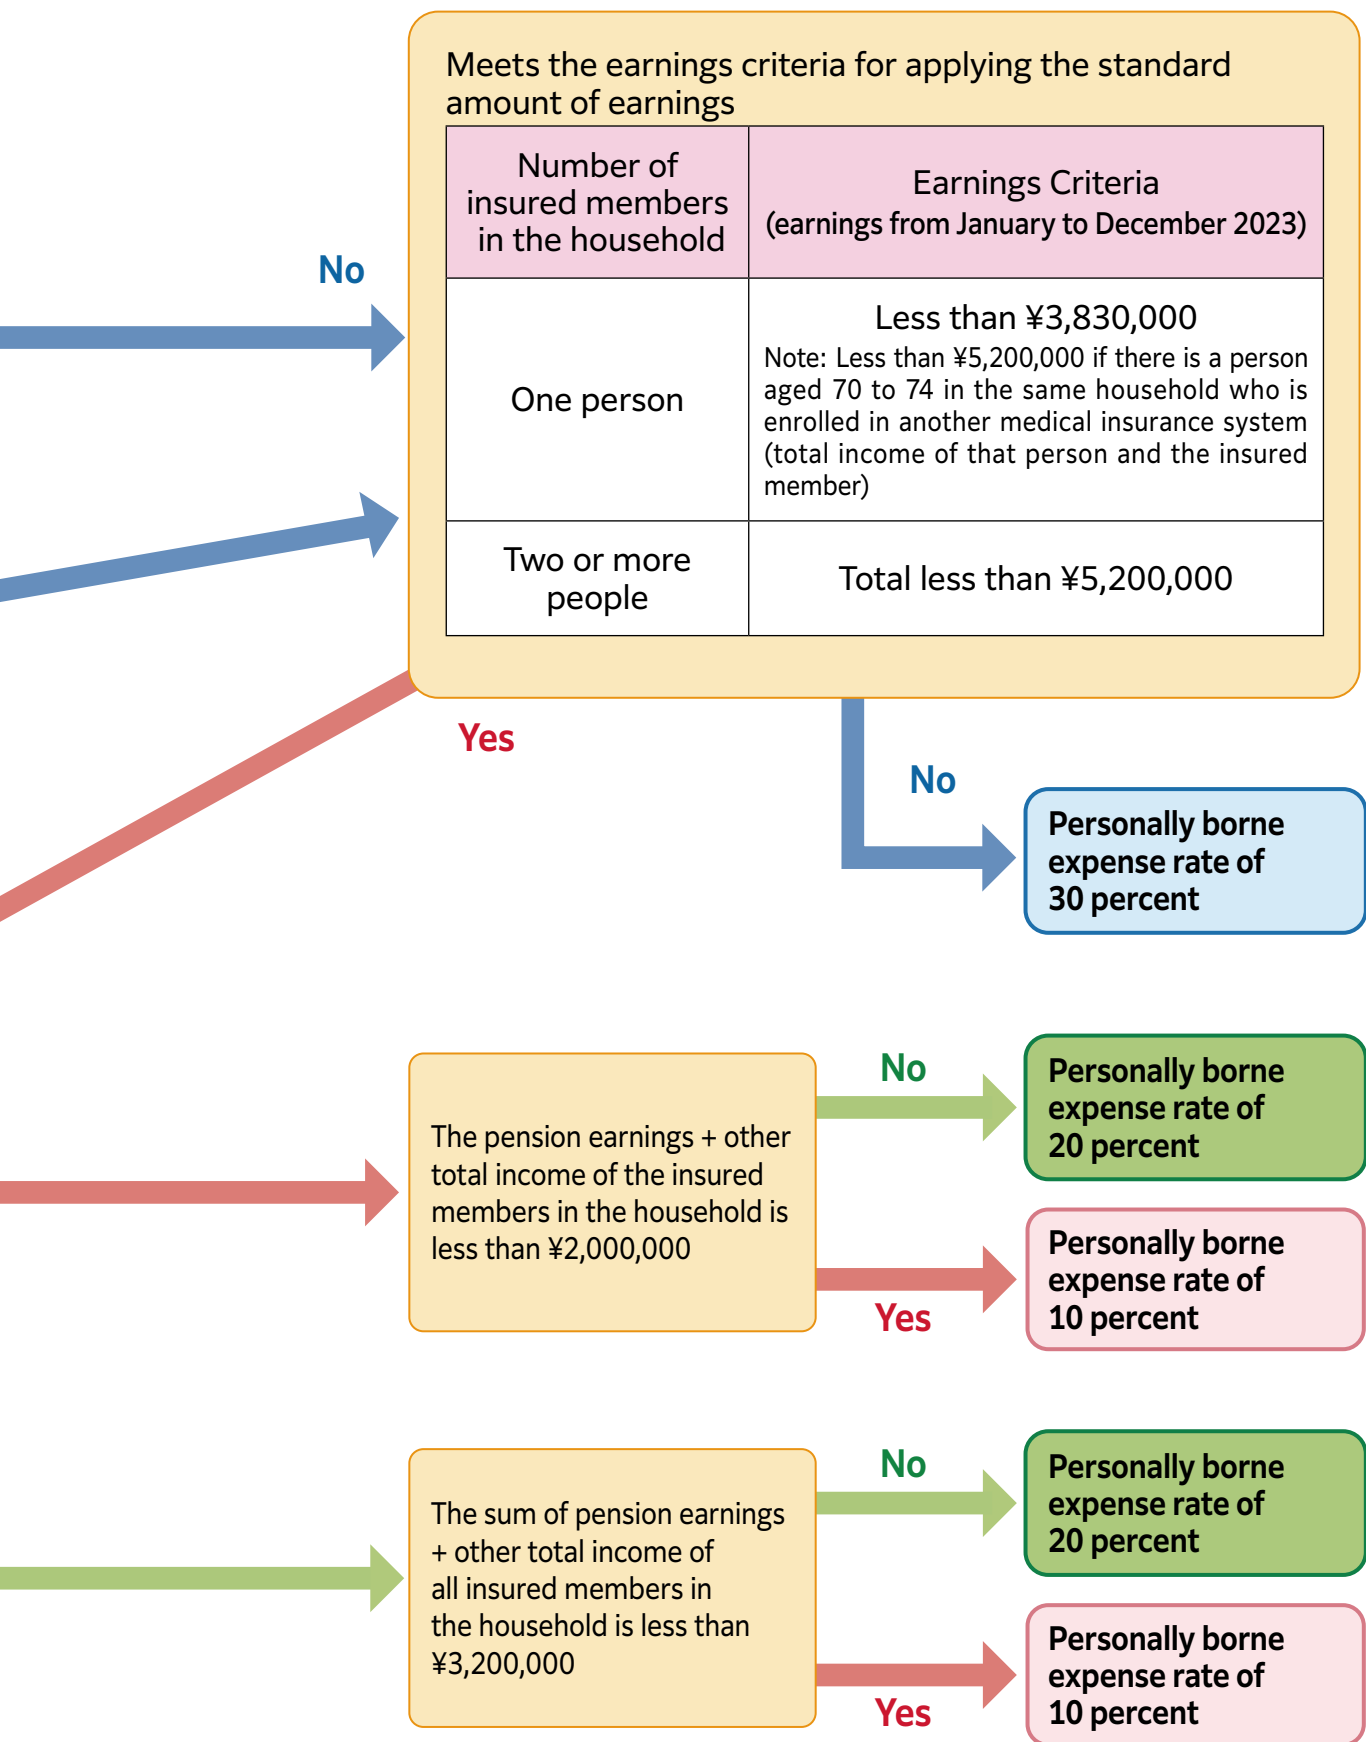 Meets the earnings criteria for applying the standard
amount of earnings
Number of
insured members
in the household
Earnings Criteria
(earnings from January to December 2023)
No
One person
Less than ¥3,830,000
Note: Less than ¥5,200,000 if there is a person
aged 70 to 74 in the same household who is
enrolled in another medical insurance system
(total income of that person and the insured
member)
Two or more
people
Total less than ¥5,200,000
Yes
No
Personally borne
expense rate of
30 percent
The pension earnings + other
total income of the insured
members in the household is
less than ¥2,000,000
No
Personally borne
expense rate of
20 percent
Yes
Personally borne
expense rate of
10 percent
The sum of pension earnings
+ other total income of
all insured members in
the household is less than
¥3,200,000
No
Personally borne
expense rate of
20 percent
Yes
Personally borne
expense rate of
10 percent